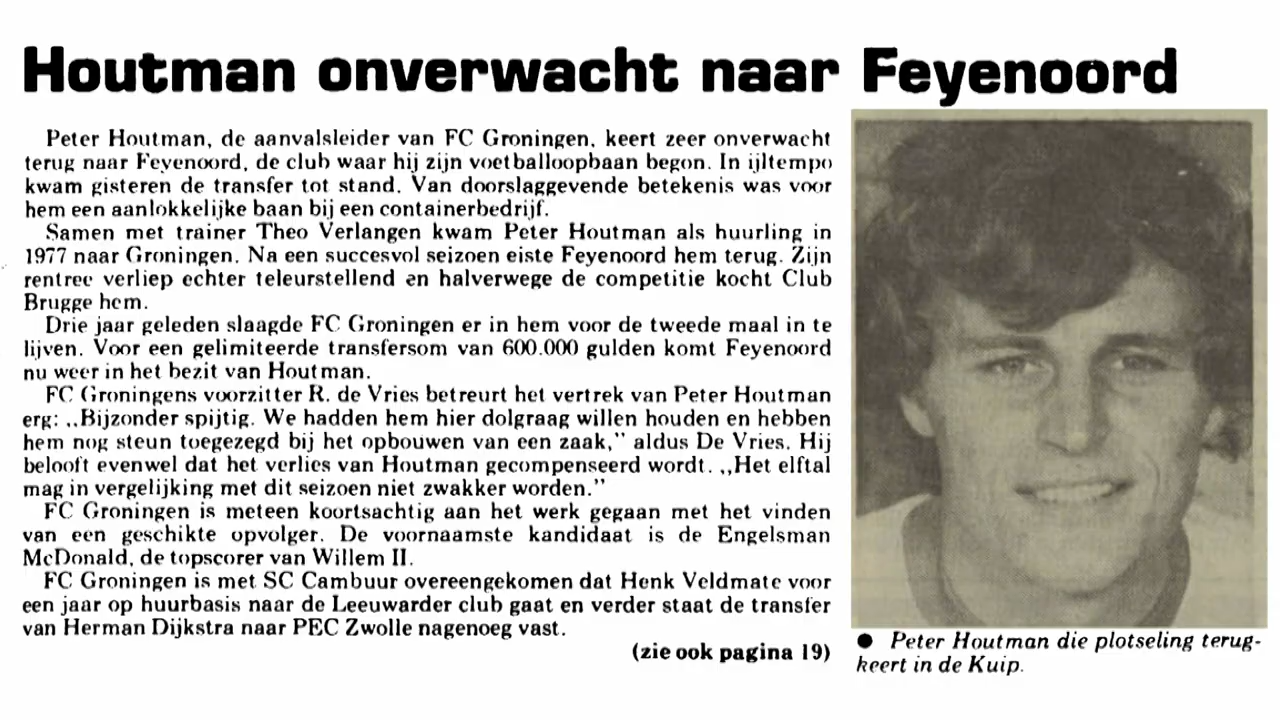 Houtman onverwacht naar Feyenoord
Peter Houtman, de aanvalsleider van FC Groningen, keert zeer onverwacht
terug naar Feyenoord, de club waar hij zijn voetballoopbaan begon. In ijltempo
kwam gisteren de transfer tot stand. Van doorslaggevende betekenis was voor
hem een aanlokkelijke baan bij een containerbedrijf.
Samen met trainer Theo Verlangen kwam Peter Houtman als huurling in
1977 naar Groningen. Na een succesvol seizoen eiste Feyenoord hem terug. Zijn
rentree verliep echter teleurstellend en halverwege de competitie kocht Club
Brugge hem.
Drie jaar geleden slaagde FC Groningen er in hem voor de tweede maal in te
lijven. Voor een gelimiteerde transfersom van 600.000 gulden komt Feyenoord
nu weer in het bezit van Houtman.
FC Groningens voorzitter R. de Vries betreurt het vertrek van Peter Houtman
erg: „Bijzonder spijtig. We hadden hem hier dolgraag willen houden en hebben
hem nog steun toegezegd bij het opbouwen van een zaak,” aldus De Vries. Hij
belooft evenwel dat het verlies van Houtman gecompenseerd wordt. „Het elftal
mag in vergelijking met dit seizoen niet zwakker worden.”
FC Groningen is meteen koortsachtig aan het werk gegaan met het vinden
van een geschikte opvolger. De voornaamste kandidaat is de Engelsman
McDonald, de topscorer van Willem II.
FC Groningen is met SC Cambuur overeengekomen dat Henk Veldmate voor
een jaar op huurbasis naar de Leeuwarder club gaat en verder staat de transfer
van Herman Dijkstra naar PEC Zwolle nagenoeg vast.
(zie ook pagina 19)
● Peter Houtman die plotseling terug-
keert in de Kuip.